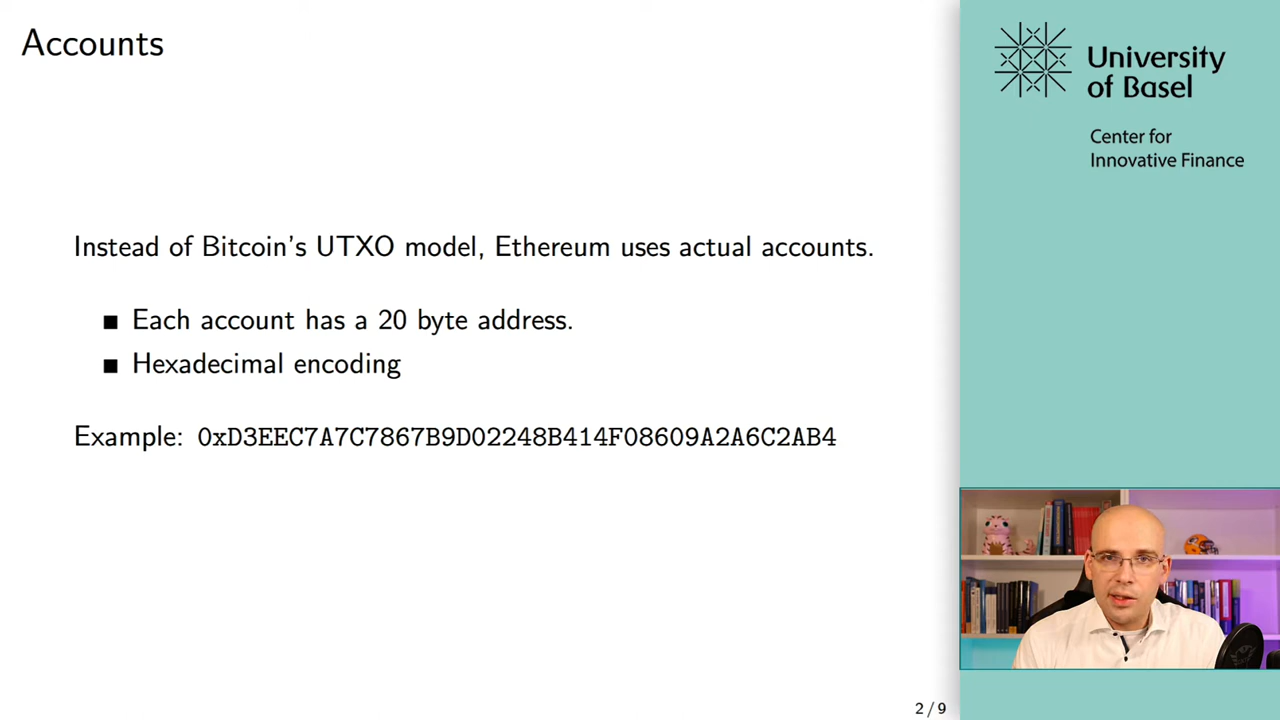 Accounts
Instead of Bitcoin's UTXO model, Ethereum uses actual accounts.
■ Each account has a 20 byte address.
■ Hexadecimal encoding
Example: 0xD3EEC7A7C7867B9D02248B414F08609A2A6C2AB4
2 / 9
University
of Basel
Center for
Innovative Finance